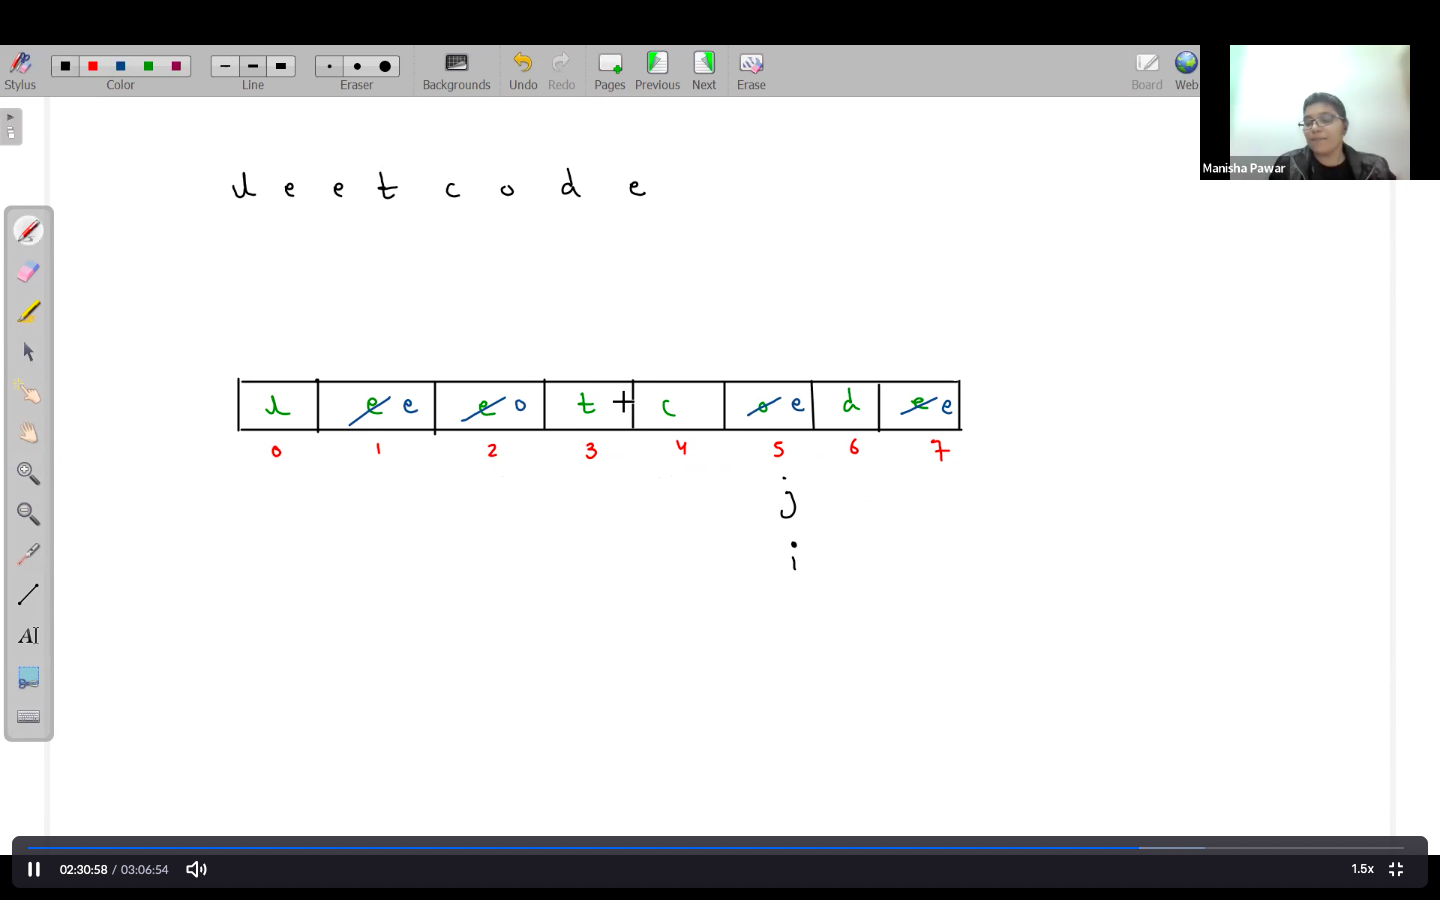 Stylus Color Line Eraser Backgrounds Undo Redo Pages Previous Next Erase Board Web
Manisha Pawar
l e e t c o d e
l e e e o t c o e d e e
0 1 2 3 4 5 6 7
j
i
AI
02:30:58 / 03:06:54 1.5x